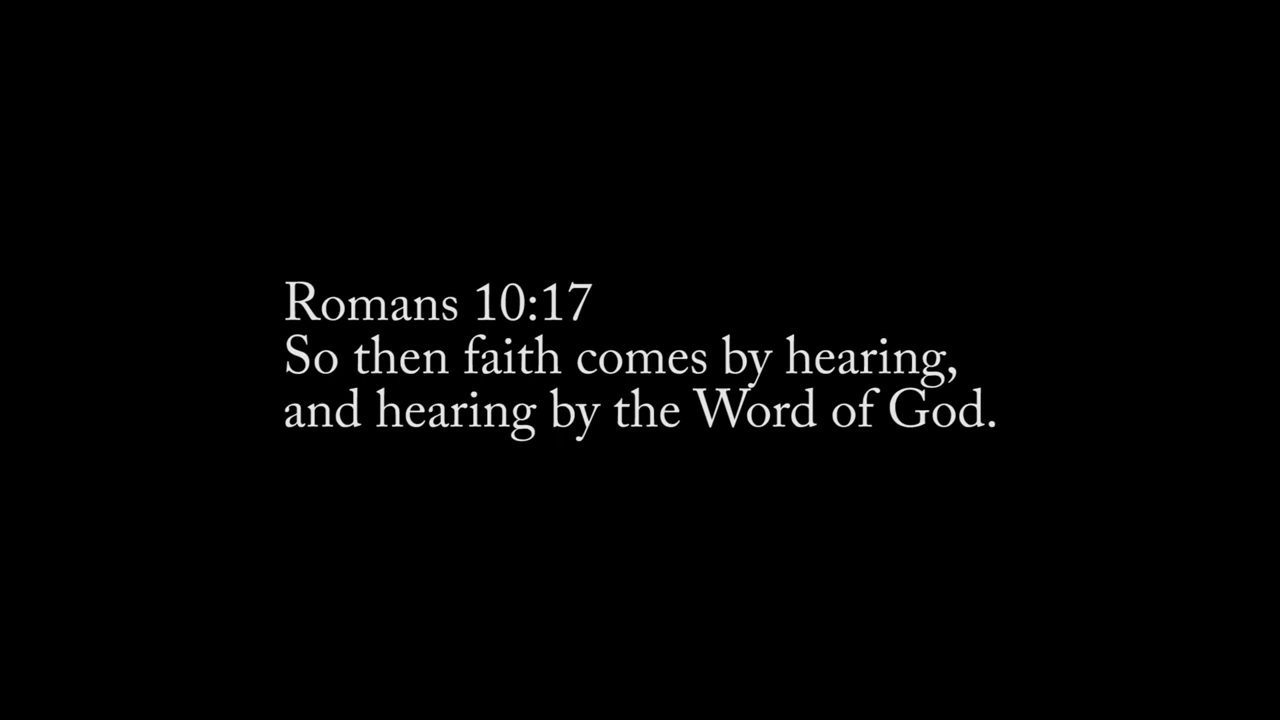 Romans 10:17
So then faith comes by hearing,
and hearing by the Word of God.